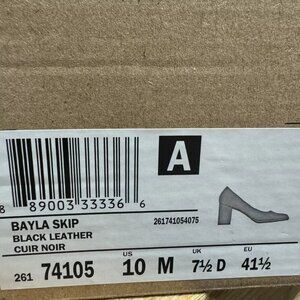 A
8 89003 33336 6
BAYLA SKIP
261741054075
BLACK LEATHER
CUIR NOIR
US UK EU
261 74105 10 M 7½ D 41½